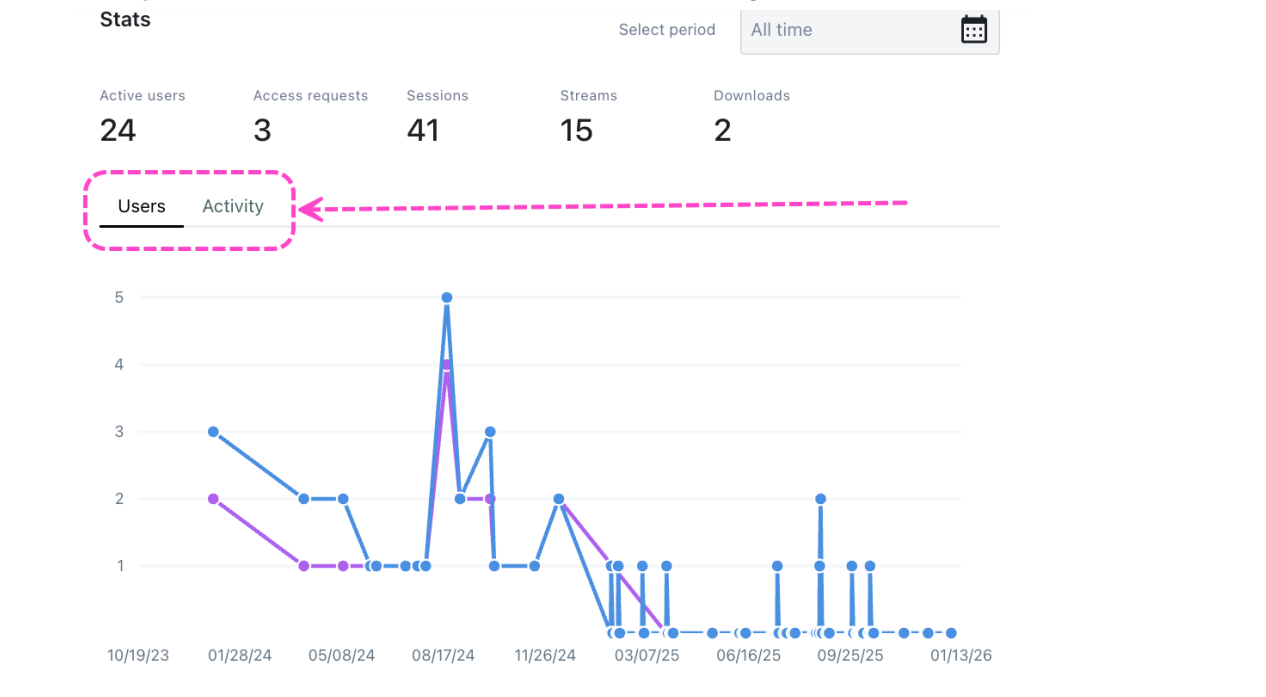 Stats
Select period
All time
Active users
Access requests
Sessions
Streams
Downloads
24
3
41
15
2
Users
Activity
5
4
3
2
1
10/19/23
01/28/24
05/08/24
08/17/24
11/26/24
03/07/25
06/16/25
09/25/25
01/13/26